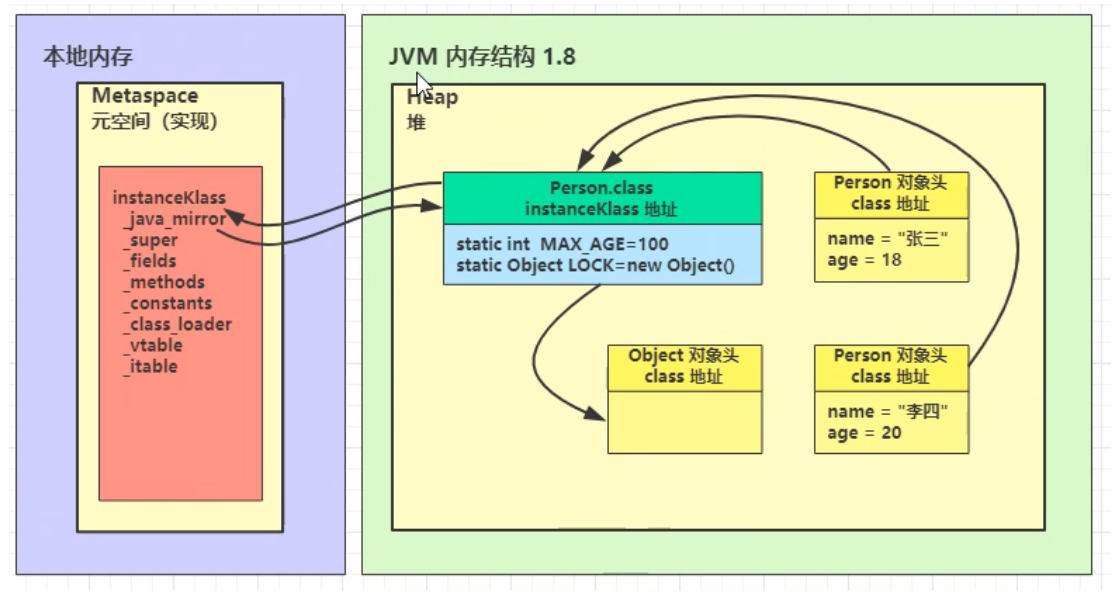 本地内存
Metaspace
元空间（实现）
instanceKlass
_java_mirror
_super
_fields
_methods
_constants
_class_loader
_vtable
_itable
JVM 内存结构 1.8
Heap
堆
Person.class
instanceKlass 地址
static int MAX_AGE=100
static Object LOCK=new Object()
Person 对象头
class 地址
name = "张三"
age = 18
Object 对象头
class 地址
Person 对象头
class 地址
name = "李四"
age = 20